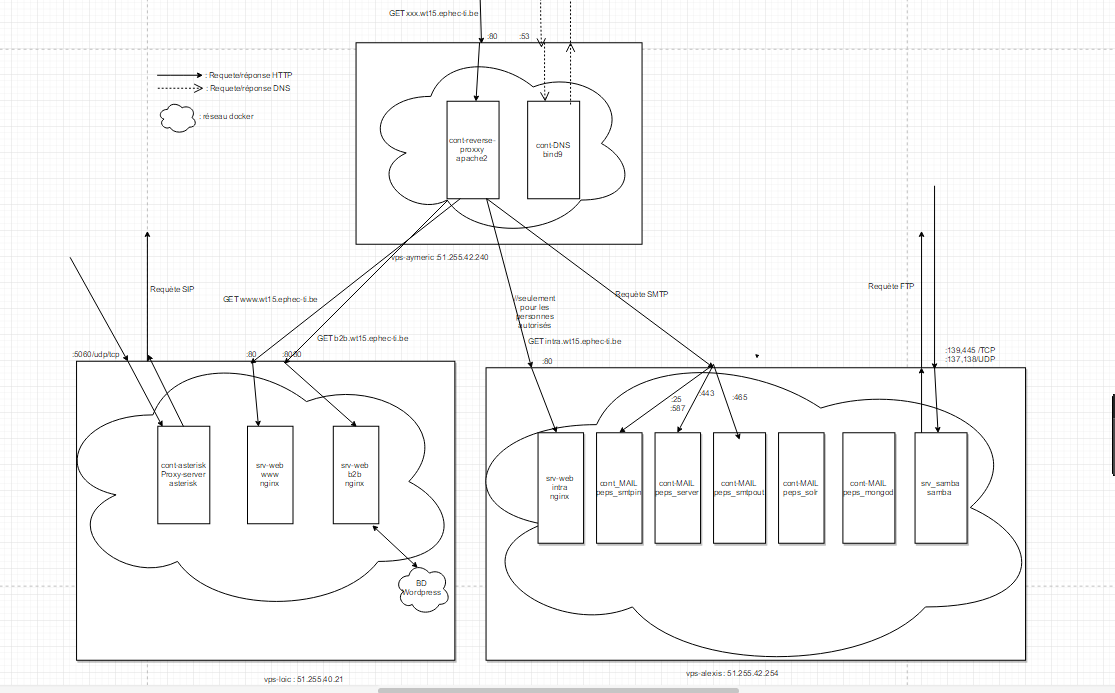 GET xxx.wt15.ephec-ti.be
:80
:53
: Requete/réponse HTTP
: Requete/réponse DNS
: réseau docker
cont-reverse-
proxxy
apache2
cont-DNS
bind9
vps-aymeric :51.255.42.240
Requète SIP
GET www.wt15.ephec-ti.be
//seulement
pour les
personnes
autorisés
Requète SMTP
Requète FTP
GET b2b.wt15.ephec-ti.be
GET intra.wt15.ephec-ti.be
:5060/udp/tcp
:80
:8080
:80
:139,445 /TCP
:137,138/UDP
:25
:587
:443
:465
cont-asterisk
Proxy-server
asterisk
srv-web
www
nginx
srv-web
b2b
nginx
srv-web
intra
nginx
cont_MAIL
peps_smtpin
cont-MAIL
peps_server
cont-MAIL
peps_smtpout
cont-MAIL
peps_solr
cont-MAIL
peps_mongod
srv_samba
samba
BD
Wordpress
vps-loic : 51.255.40.21
vps-alexis : 51.255.42.254